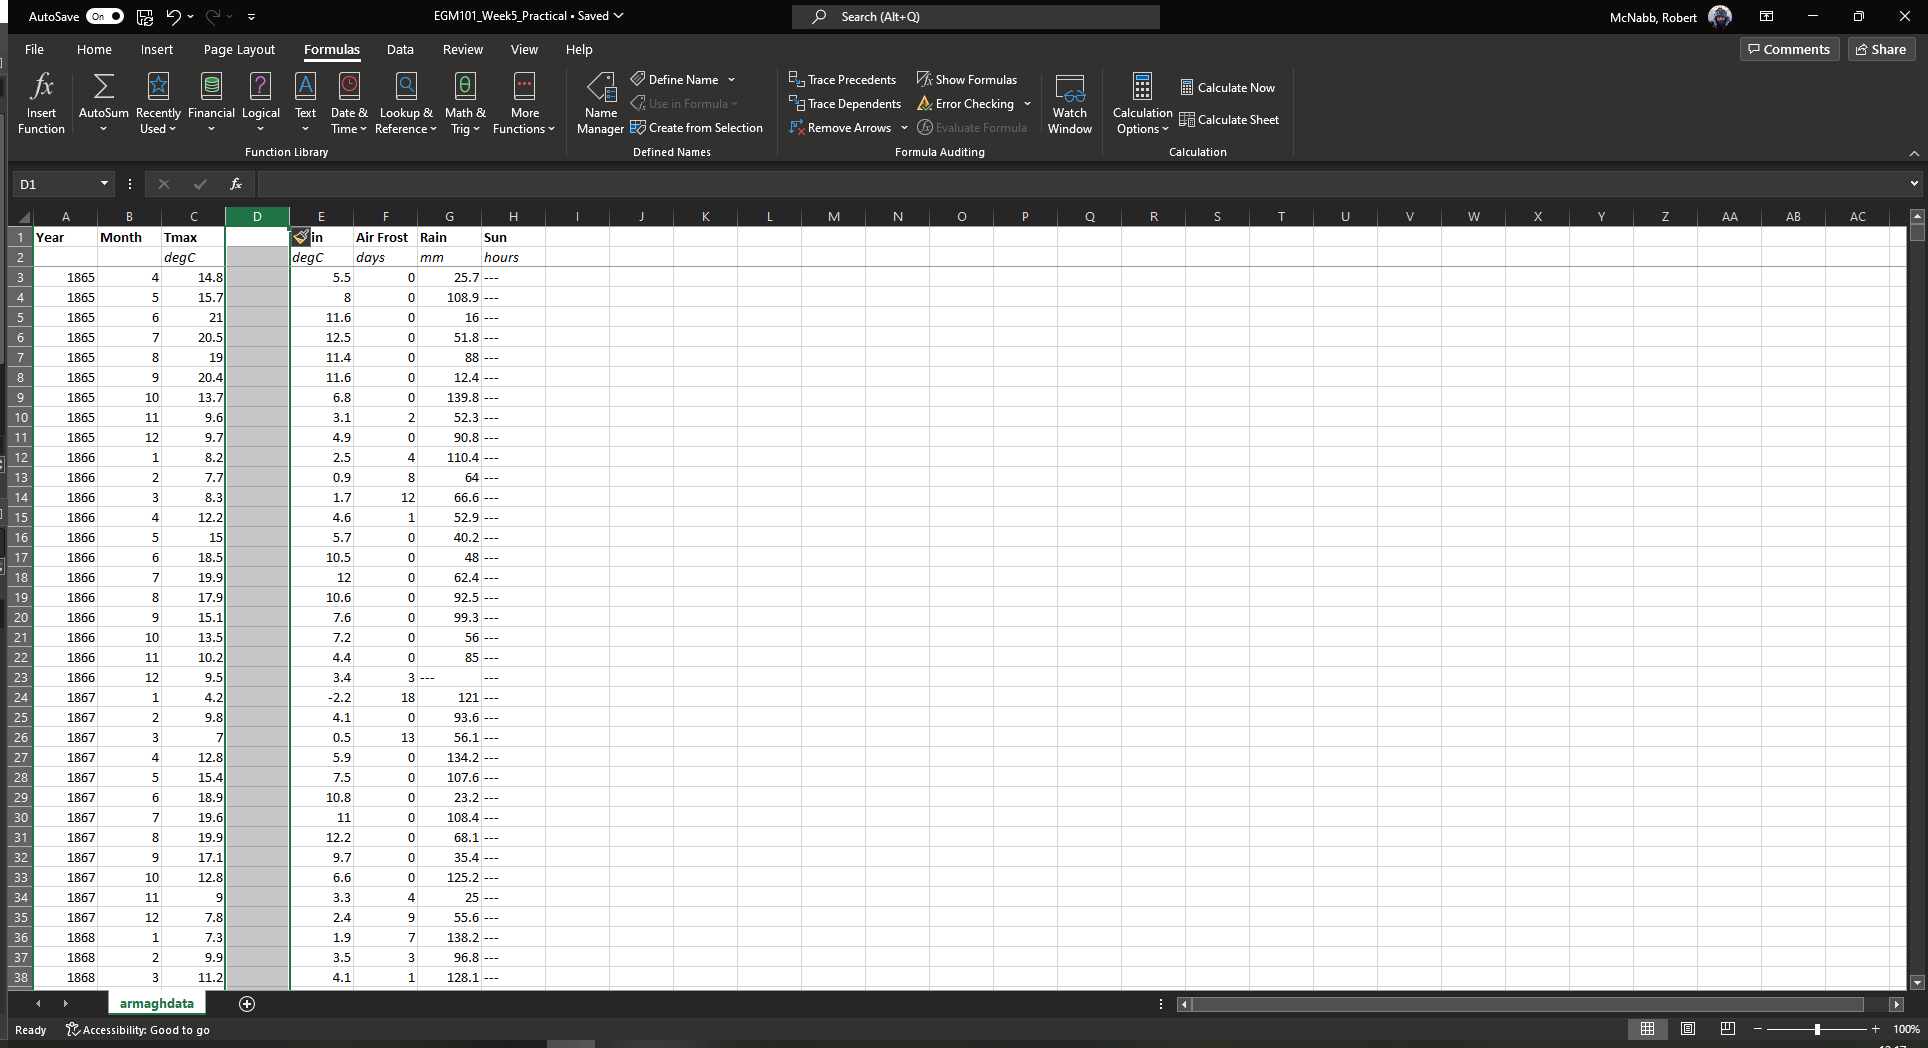 AutoSave On EGM101_Week5_Practical • Saved Search (Alt+Q) McNabb, Robert
File Home Insert Page Layout Formulas Data Review View Help Comments Share
Insert Function AutoSum Recently Used Financial Logical Text Date & Time Lookup & Reference Math & Trig More Functions
Function Library
Name Manager Define Name Use in Formula Create from Selection
Defined Names
Trace Precedents Trace Dependents Remove Arrows Show Formulas Error Checking Evaluate Formula
Formula Auditing
Watch Window
Calculation Options Calculate Now Calculate Sheet
Calculation
D1 fx
A B C D E F G H I J K L M N O P Q R S T U V W X Y Z AA AB AC
1 Year Month Tmax in Air Frost Rain Sun
2 degC degC days mm hours
3 1865 4 14.8 5.5 0 25.7 ---
4 1865 5 15.7 8 0 108.9 ---
5 1865 6 21 11.6 0 16 ---
6 1865 7 20.5 12.5 0 51.8 ---
7 1865 8 19 11.4 0 88 ---
8 1865 9 20.4 11.6 0 12.4 ---
9 1865 10 13.7 6.8 0 139.8 ---
10 1865 11 9.6 3.1 2 52.3 ---
11 1865 12 9.7 4.9 0 90.8 ---
12 1866 1 8.2 2.5 4 110.4 ---
13 1866 2 7.7 0.9 8 64 ---
14 1866 3 8.3 1.7 12 66.6 ---
15 1866 4 12.2 4.6 1 52.9 ---
16 1866 5 15 5.7 0 40.2 ---
17 1866 6 18.5 10.5 0 48 ---
18 1866 7 19.9 12 0 62.4 ---
19 1866 8 17.9 10.6 0 92.5 ---
20 1866 9 15.1 7.6 0 99.3 ---
21 1866 10 13.5 7.2 0 56 ---
22 1866 11 10.2 4.4 0 85 ---
23 1866 12 9.5 3.4 3 --- ---
24 1867 1 4.2 -2.2 18 121 ---
25 1867 2 9.8 4.1 0 93.6 ---
26 1867 3 7 0.5 13 56.1 ---
27 1867 4 12.8 5.9 0 134.2 ---
28 1867 5 15.4 7.5 0 107.6 ---
29 1867 6 18.9 10.8 0 23.2 ---
30 1867 7 19.6 11 0 108.4 ---
31 1867 8 19.9 12.2 0 68.1 ---
32 1867 9 17.1 9.7 0 35.4 ---
33 1867 10 12.8 6.6 0 125.2 ---
34 1867 11 9 3.3 4 25 ---
35 1867 12 7.8 2.4 9 55.6 ---
36 1868 1 7.3 1.9 7 138.2 ---
37 1868 2 9.9 3.5 3 96.8 ---
38 1868 3 11.2 4.1 1 128.1 ---
armaghdata
Ready Accessibility: Good to go 100%